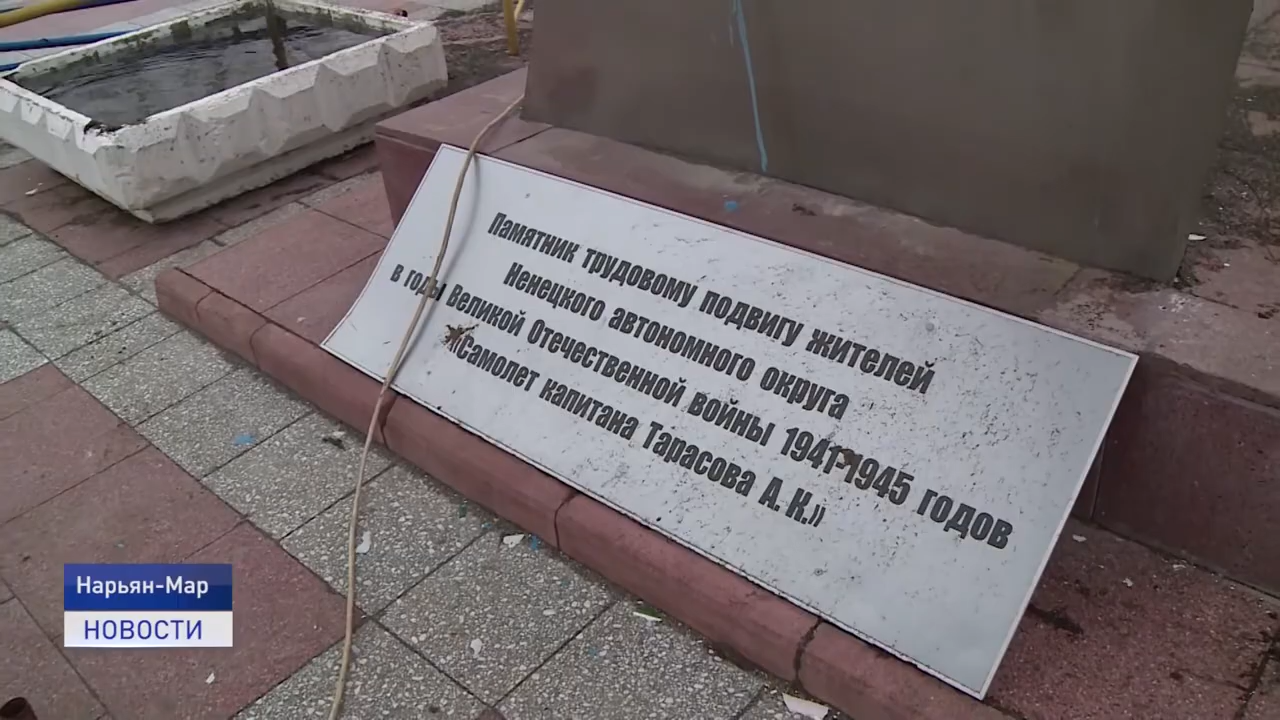 Памятник трудовому подвигу жителей
Ненецкого автономного округа
в годы Великой Отечественной войны 1941-1945 годов
«Самолет капитана Тарасова А.К.»
Нарьян-Мар
НОВОСТИ